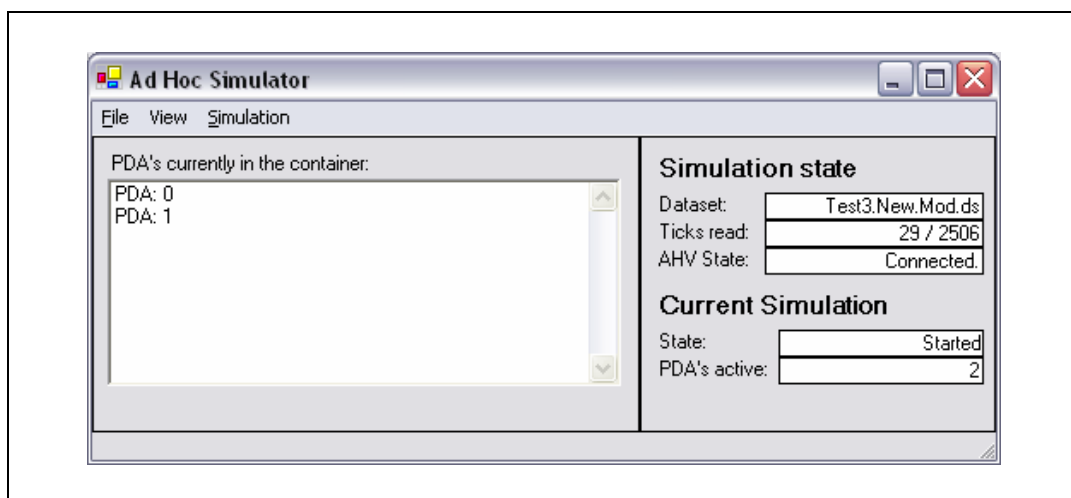 Ad Hoc Simulator
File View Simulation
PDA's currently in the container:
PDA: 0
PDA: 1
Simulation state
Dataset: Test3.New.Mod.ds
Ticks read: 29 / 2506
AHV State: Connected.
Current Simulation
State: Started
PDA's active: 2